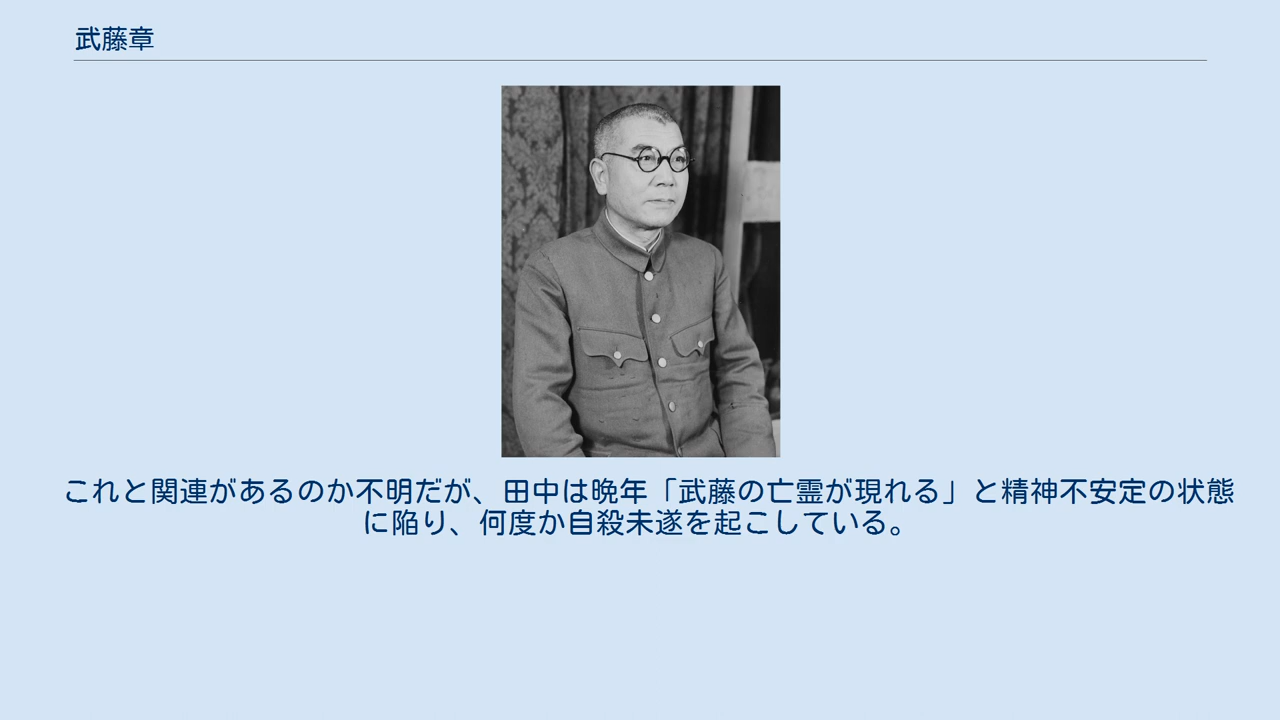 武藤章
これと関連があるのか不明だが、田中は晩年「武藤の亡霊が現れる」と精神不安定の状態
に陥り、何度か自殺未遂を起こしている。